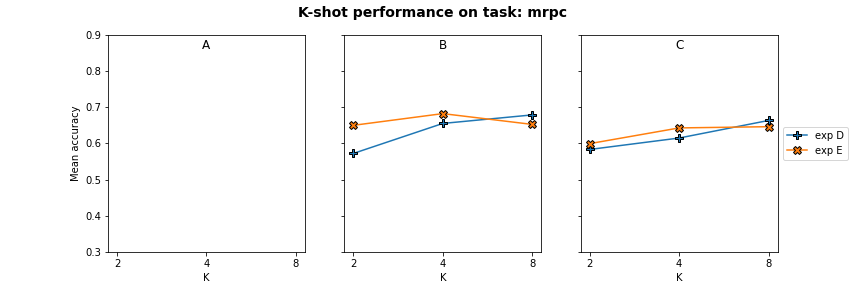 K-shot performance on task: mrpc
A
B
C
Mean accuracy
0.9
0.8
0.7
0.6
0.5
0.4
0.3
2 4 8
K
2 4 8
K
2 4 8
K
exp D
exp E